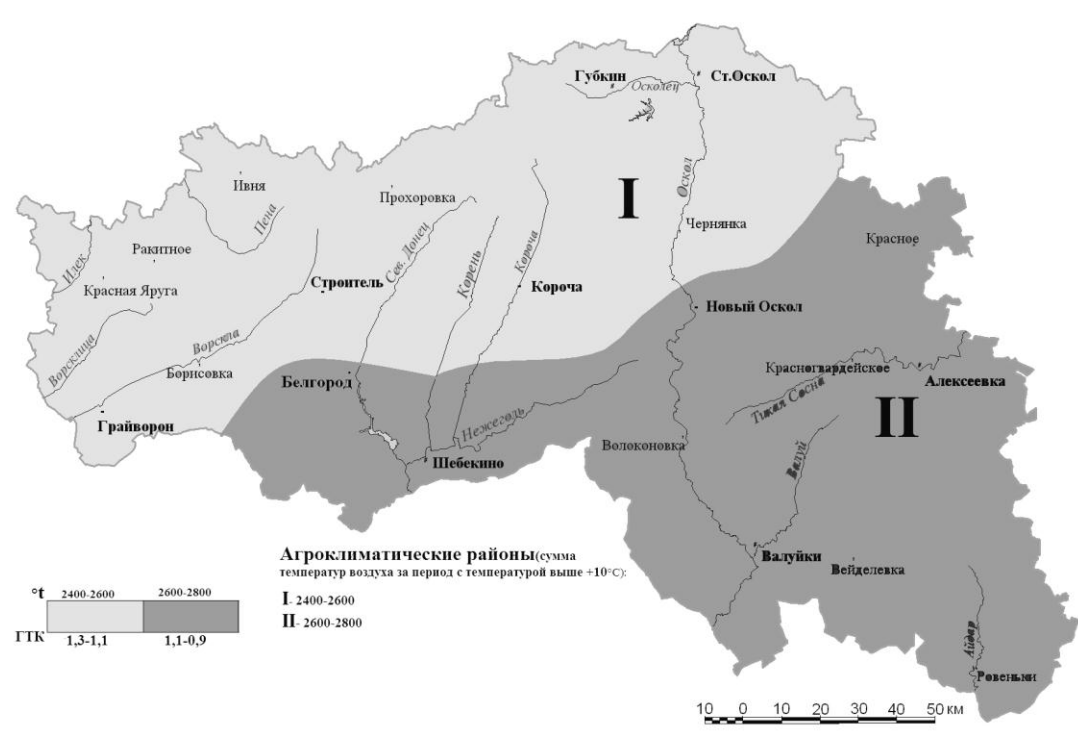 Губкин
Ст.Оскол
Осколец
Ивня
Прохоровка
I
Оскол
Пена
Чернянка
Красное
Ракитное
Илек
Сев. Донец
Короча
Корень
Красная Яруга
Строитель
Короча
Новый Оскол
Ворсклица
Ворскла
Борисовка
Белгород
Красногвардейское
Алексеевка
Тихая Сосна
II
Грайворон
Нежеголь
Волоконовка
Валуй
Шебекино
Валуйки
Вейделевка
Айдар
Ровеньки
Агроклиматические районы(сумма
температур воздуха за период с температурой выше +10°С):
I- 2400-2600
II- 2600-2800
°t 2400-2600 2600-2800
ГТК 1,3-1,1 1,1-0,9
10 0 10 20 30 40 50 км